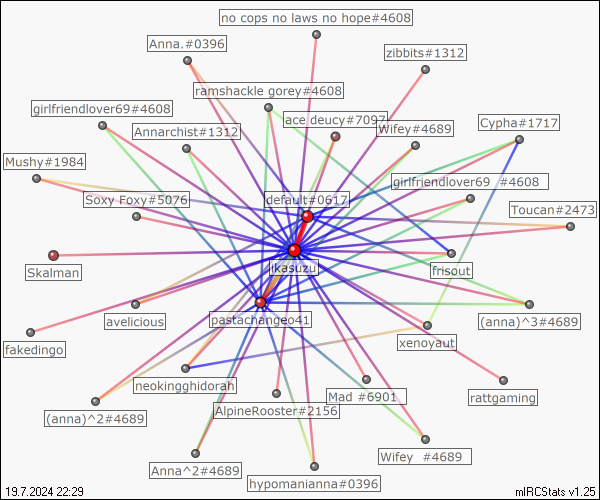 no cops no laws no hope#4608
Anna.#0396
zibbits#1312
ramshackle gorey#4608
girlfriendlover69#4608
ace deucy#7097
Annarchist#1312
Wifey#4689
Cypha#1717
Mushy#1984
girlfriendlover69 #4608
Soxy Foxy#5076
default#0617
Toucan#2473
Skalman
ikasuzu
frisout
avelicious
pastachangeo41
(anna)^3#4689
fakedingo
xenoyaut
neokingghidorah
Mad #6901
rattgaming
(anna)^2#4689
AlpineRooster#2156
Anna^2#4689
Wifey #4689
hypomanianna#0396
19.7.2024 22:29
mIRCStats v1.25